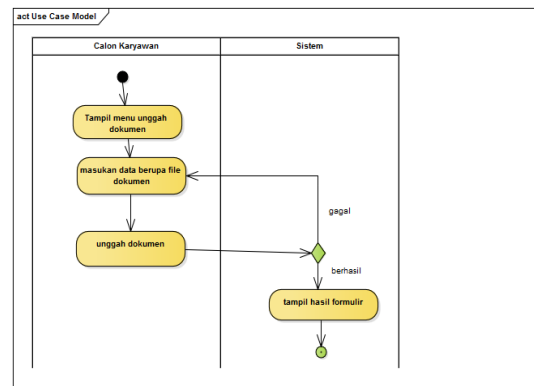 act Use Case Model
Calon Karyawan
Sistem
Tampil menu unggah
dokumen
masukan data berupa file
dokumen
gagal
unggah dokumen
berhasil
tampil hasil formulir